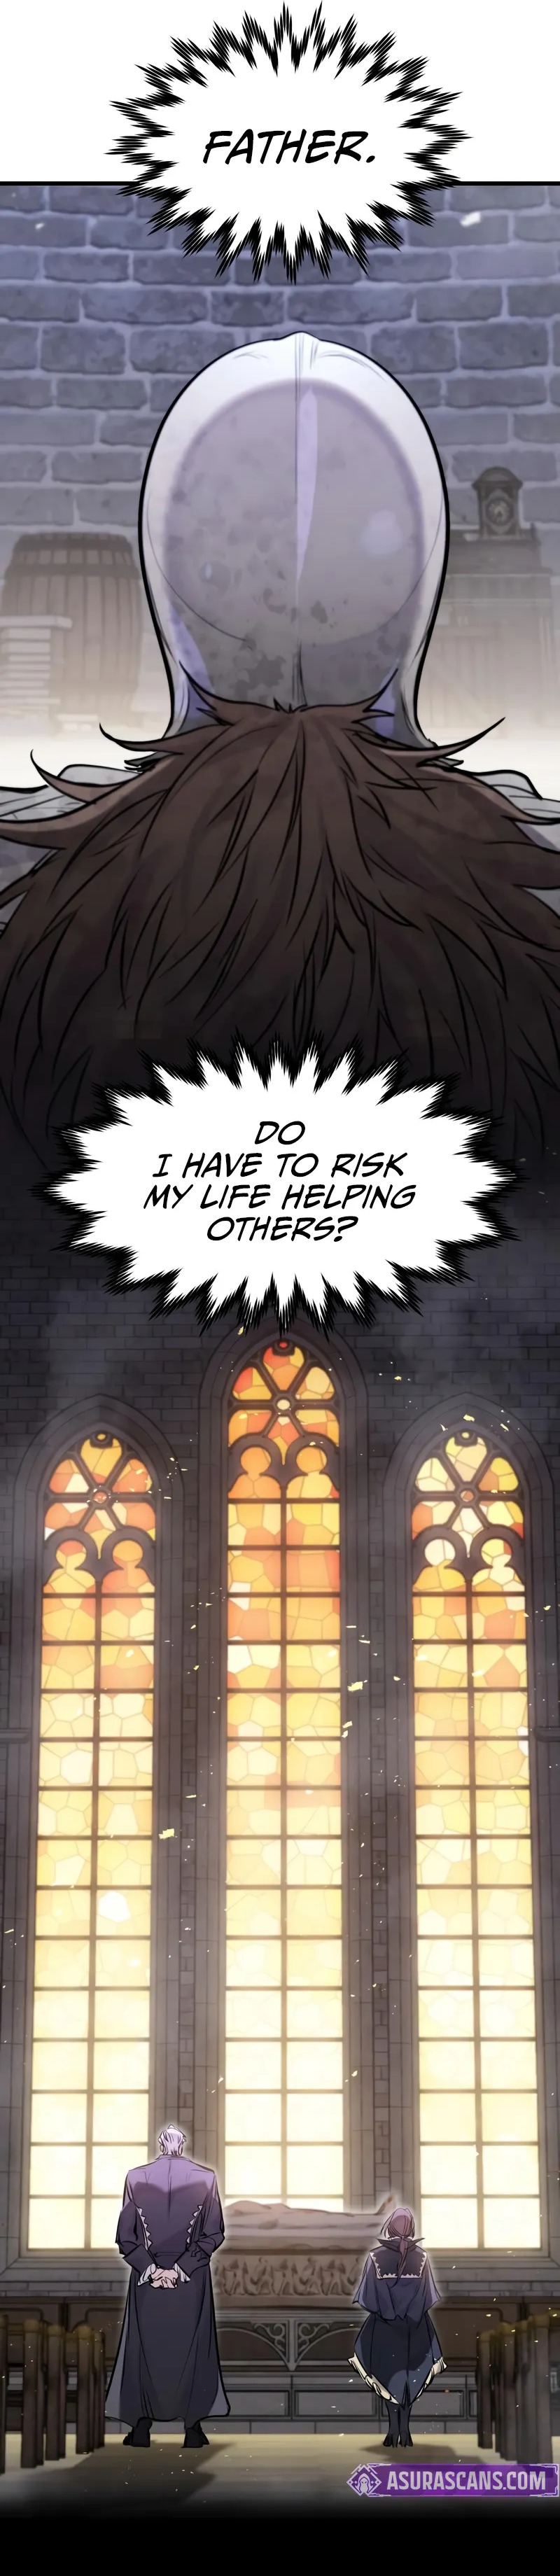 FATHER.
DO
I HAVE TO RISK
MY LIFE HELPING
OTHERS?
ASURASCANS.COM